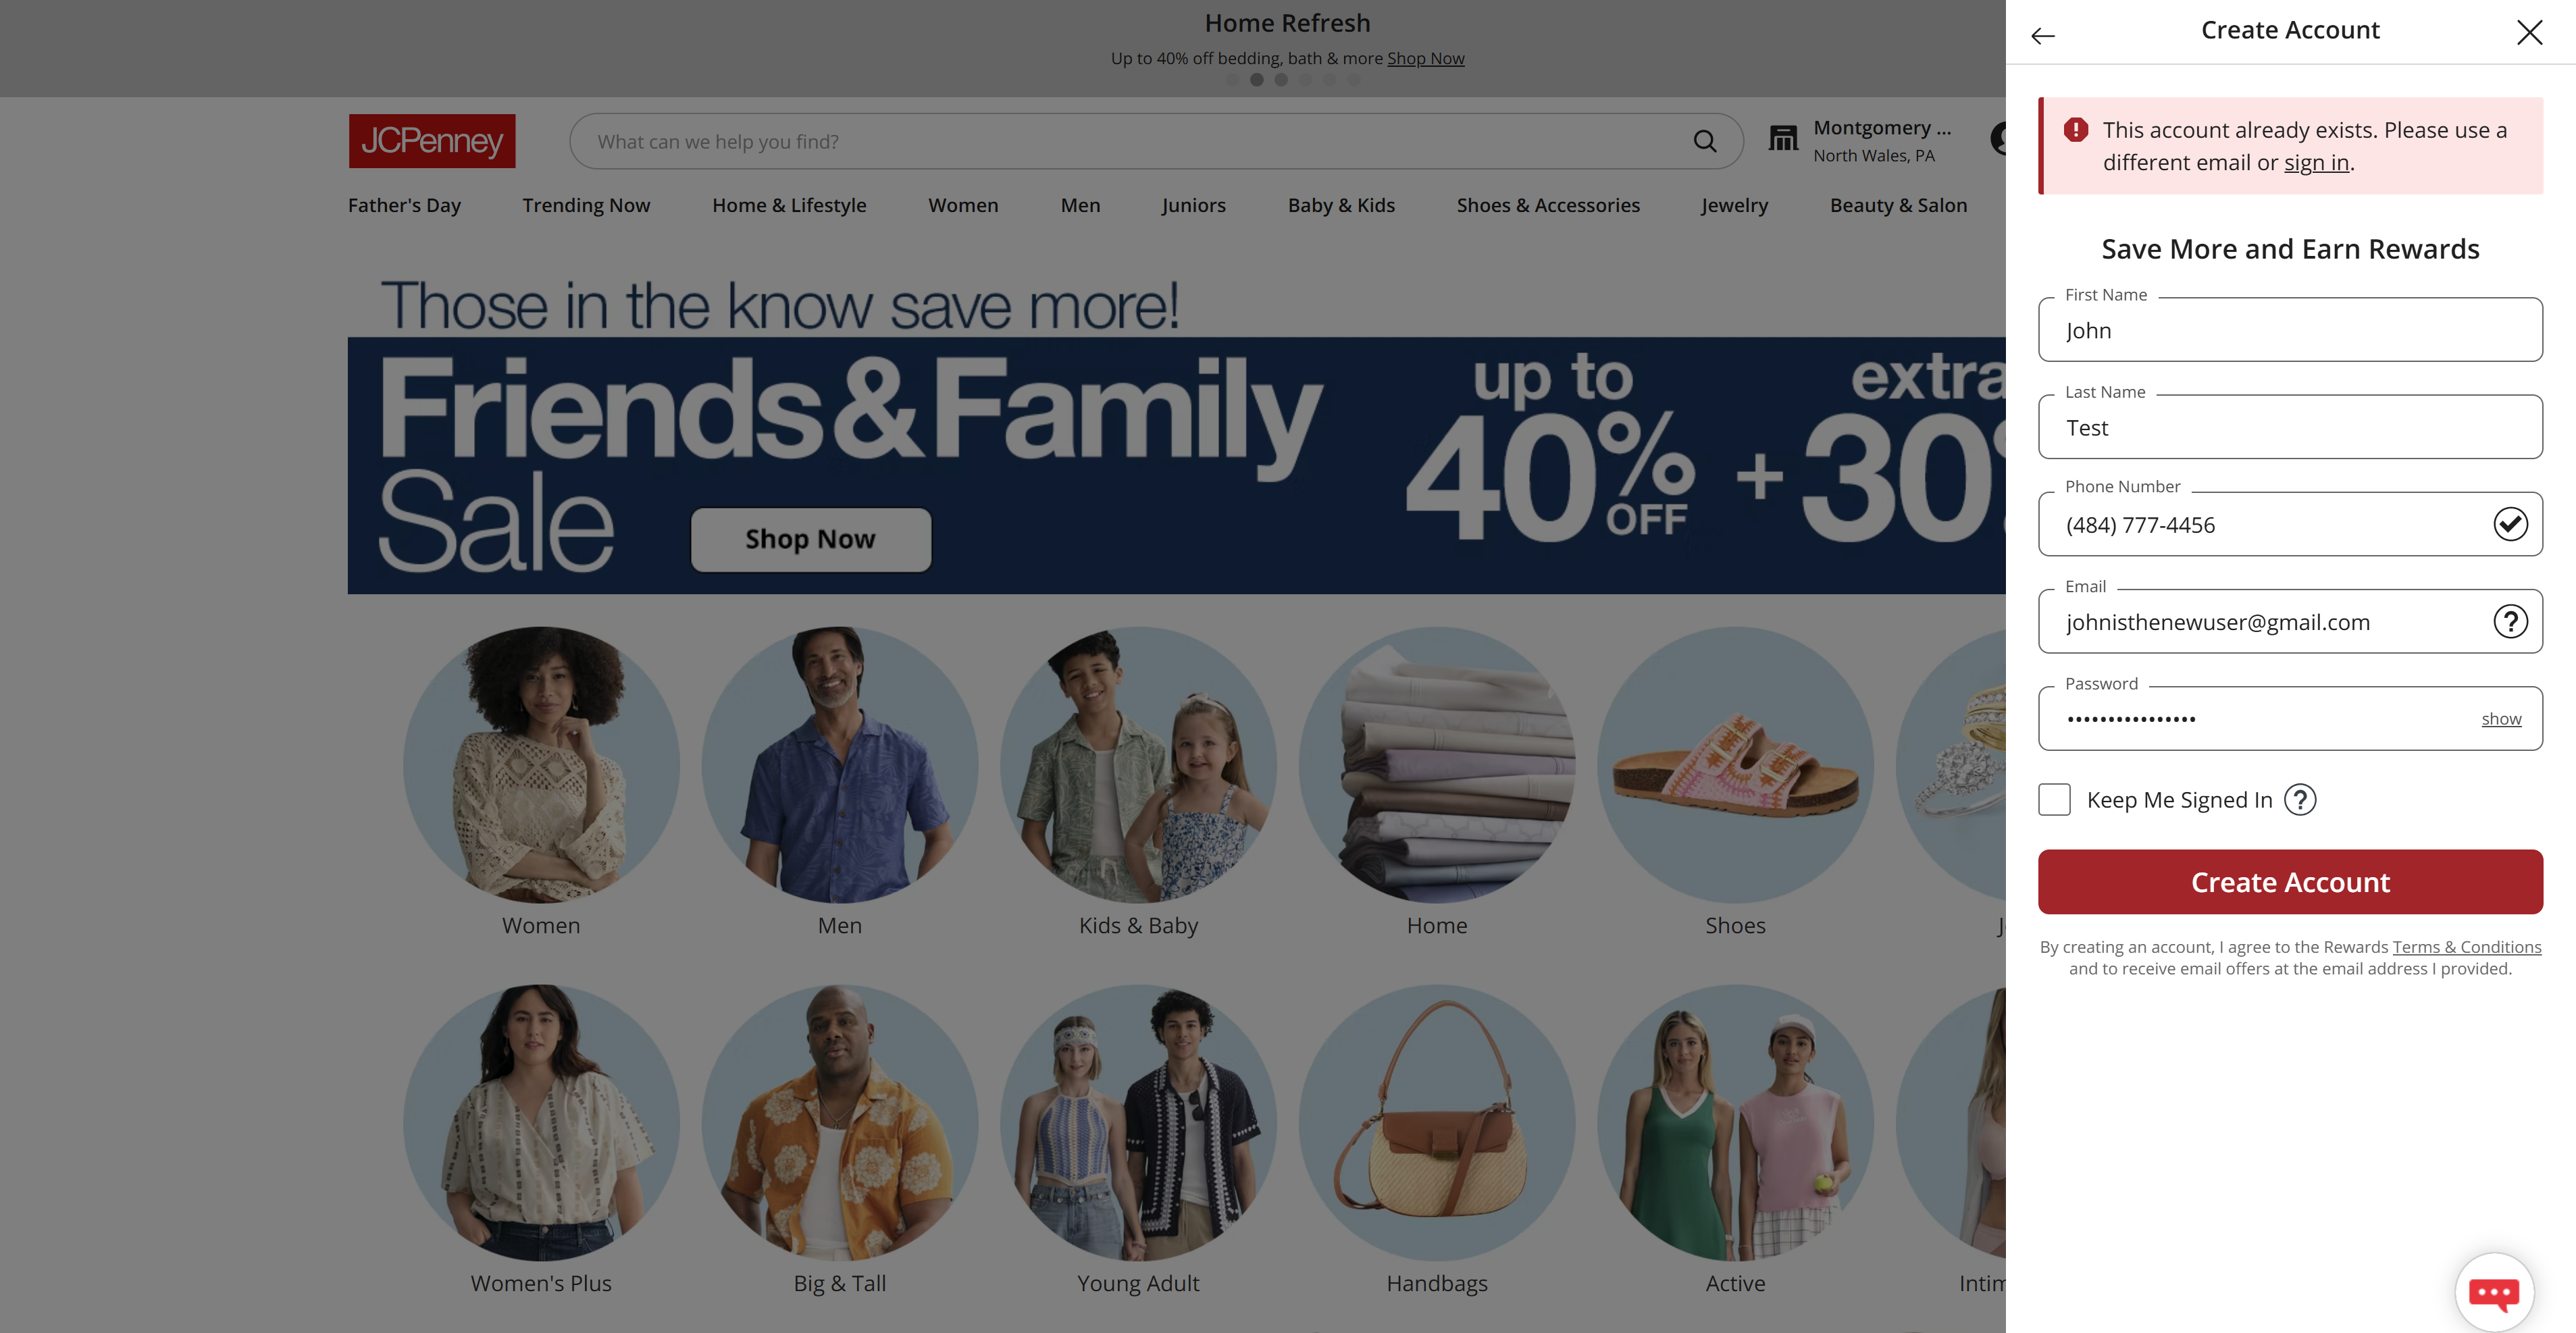 Home Refresh
Up to 40% off bedding, bath & more Shop Now
JCPenney
What can we help you find?
Montgomery ...
North Wales, PA
Father's Day
Trending Now
Home & Lifestyle
Women
Men
Juniors
Baby & Kids
Shoes & Accessories
Jewelry
Beauty & Salon
Those in the know save more!
Friends & Family
Sale
Shop Now
up to
40% OFF
+
extra
30
Women
Men
Kids & Baby
Home
Shoes
Women's Plus
Big & Tall
Young Adult
Handbags
Active
Create Account
This account already exists. Please use a
different email or sign in.
Save More and Earn Rewards
First Name
John
Last Name
Test
Phone Number
(484) 777-4456
Email
johnisthenewuser@gmail.com
Password
••••••••••••••••
show
Keep Me Signed In
Create Account
By creating an account, I agree to the Rewards Terms & Conditions
and to receive email offers at the email address I provided.